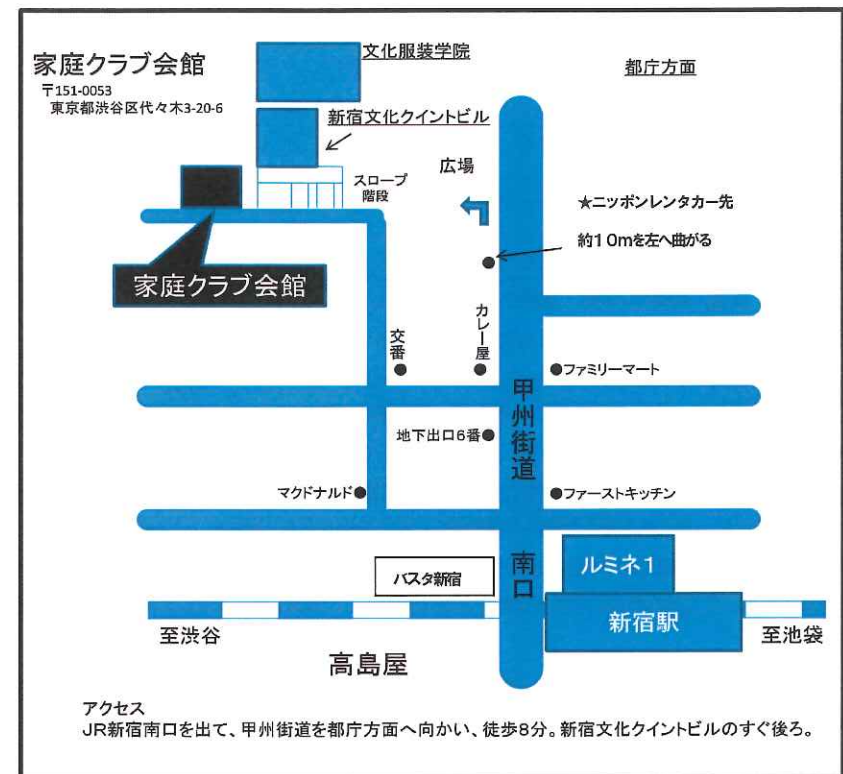 家庭クラブ会館
〒151-0053
東京都渋谷区代々木3-20-6
文化服装学院
都庁方面
新宿文化クイントビル
広場
スロープ
階段
★ニッポンレンタカー先
約10mを左へ曲がる
家庭クラブ会館
交番
カレー屋
ファミリーマート
甲州街道
地下出口6番
マクドナルド
ファーストキッチン
南口
ルミネ1
バスタ新宿
新宿駅
至渋谷
至池袋
高島屋
アクセス
JR新宿南口を出て、甲州街道を都庁方面へ向かい、徒歩8分。新宿文化クイントビルのすぐ後ろ。